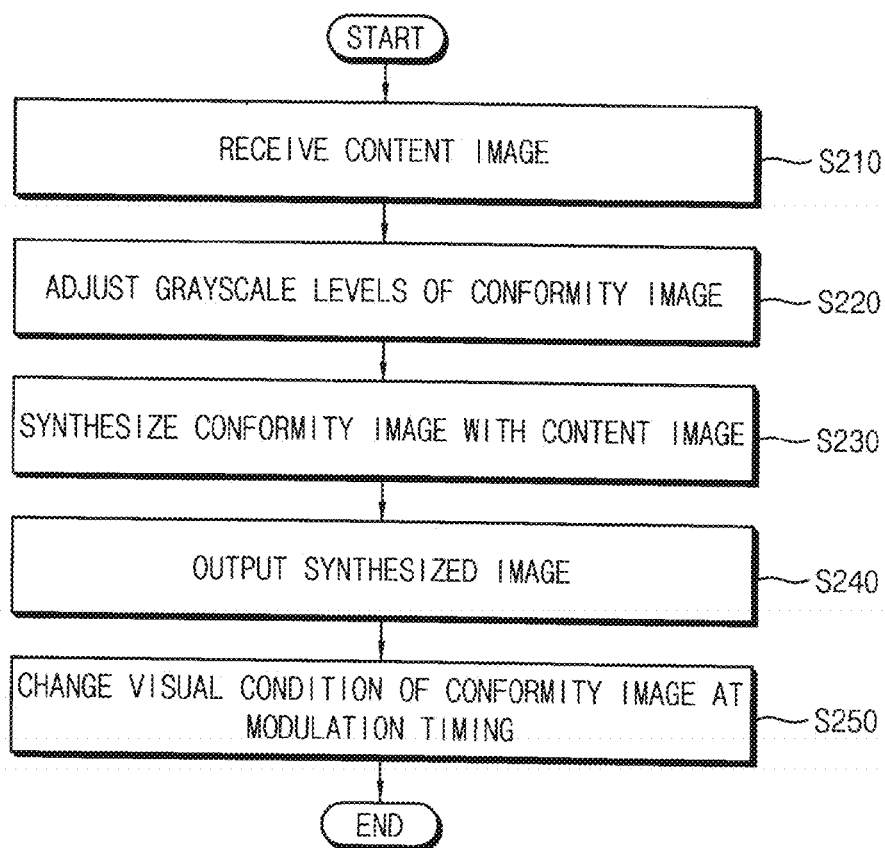 START
RECEIVE CONTENT IMAGE
S210
ADJUST GRAYSCALE LEVELS OF CONFORMITY IMAGE
S220
SYNTHESIZE CONFORMITY IMAGE WITH CONTENT IMAGE
S230
OUTPUT SYNTHESIZED IMAGE
S240
CHANGE VISUAL CONDITION OF CONFORMITY IMAGE AT
MODULATION TIMING
S250
END